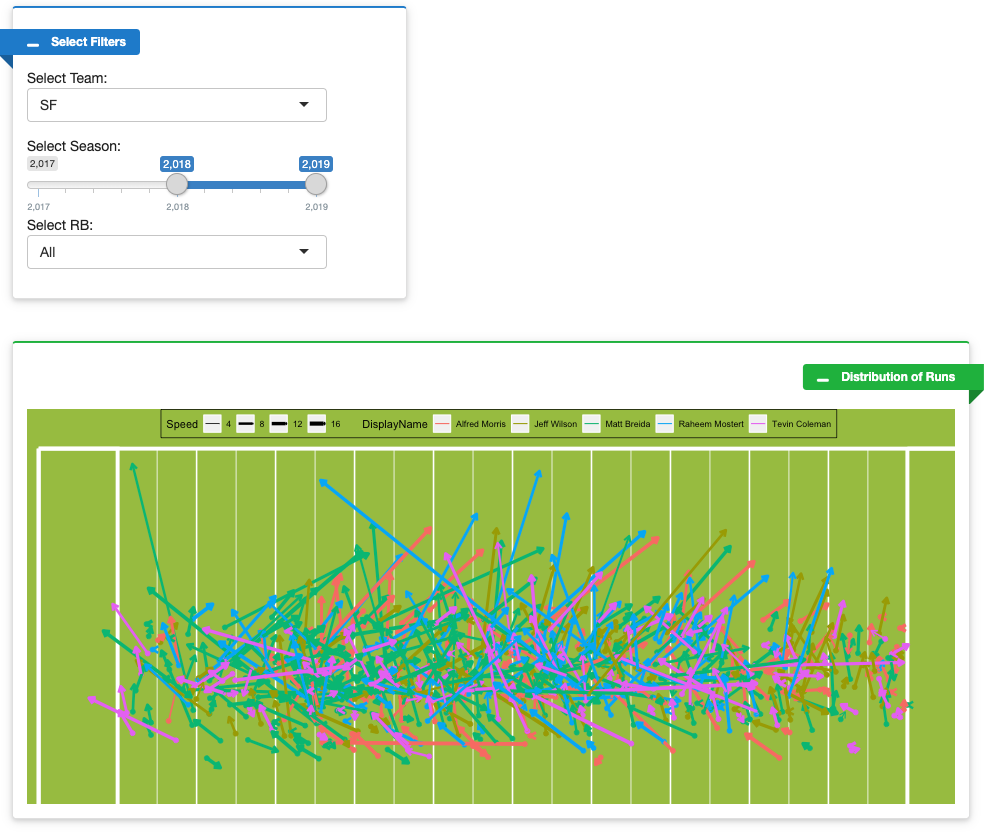 Select Filters
Select Team:
SF
Select Season:
2,017 2,018 2,019
2,017 2,018 2,019
Select RB:
All
Distribution of Runs
Speed 4 8 12 16 DisplayName Alfred Morris Jeff Wilson Matt Breida Raheem Mostert Tevin Coleman